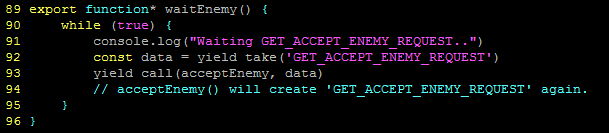 89 export function* waitEnemy() {
90     while (true) {
91         console.log("Waiting GET_ACCEPT_ENEMY_REQUEST..")
92         const data = yield take('GET_ACCEPT_ENEMY_REQUEST')
93         yield call(acceptEnemy, data)
94         // acceptEnemy() will create 'GET_ACCEPT_ENEMY_REQUEST' again.
95     }
96 }